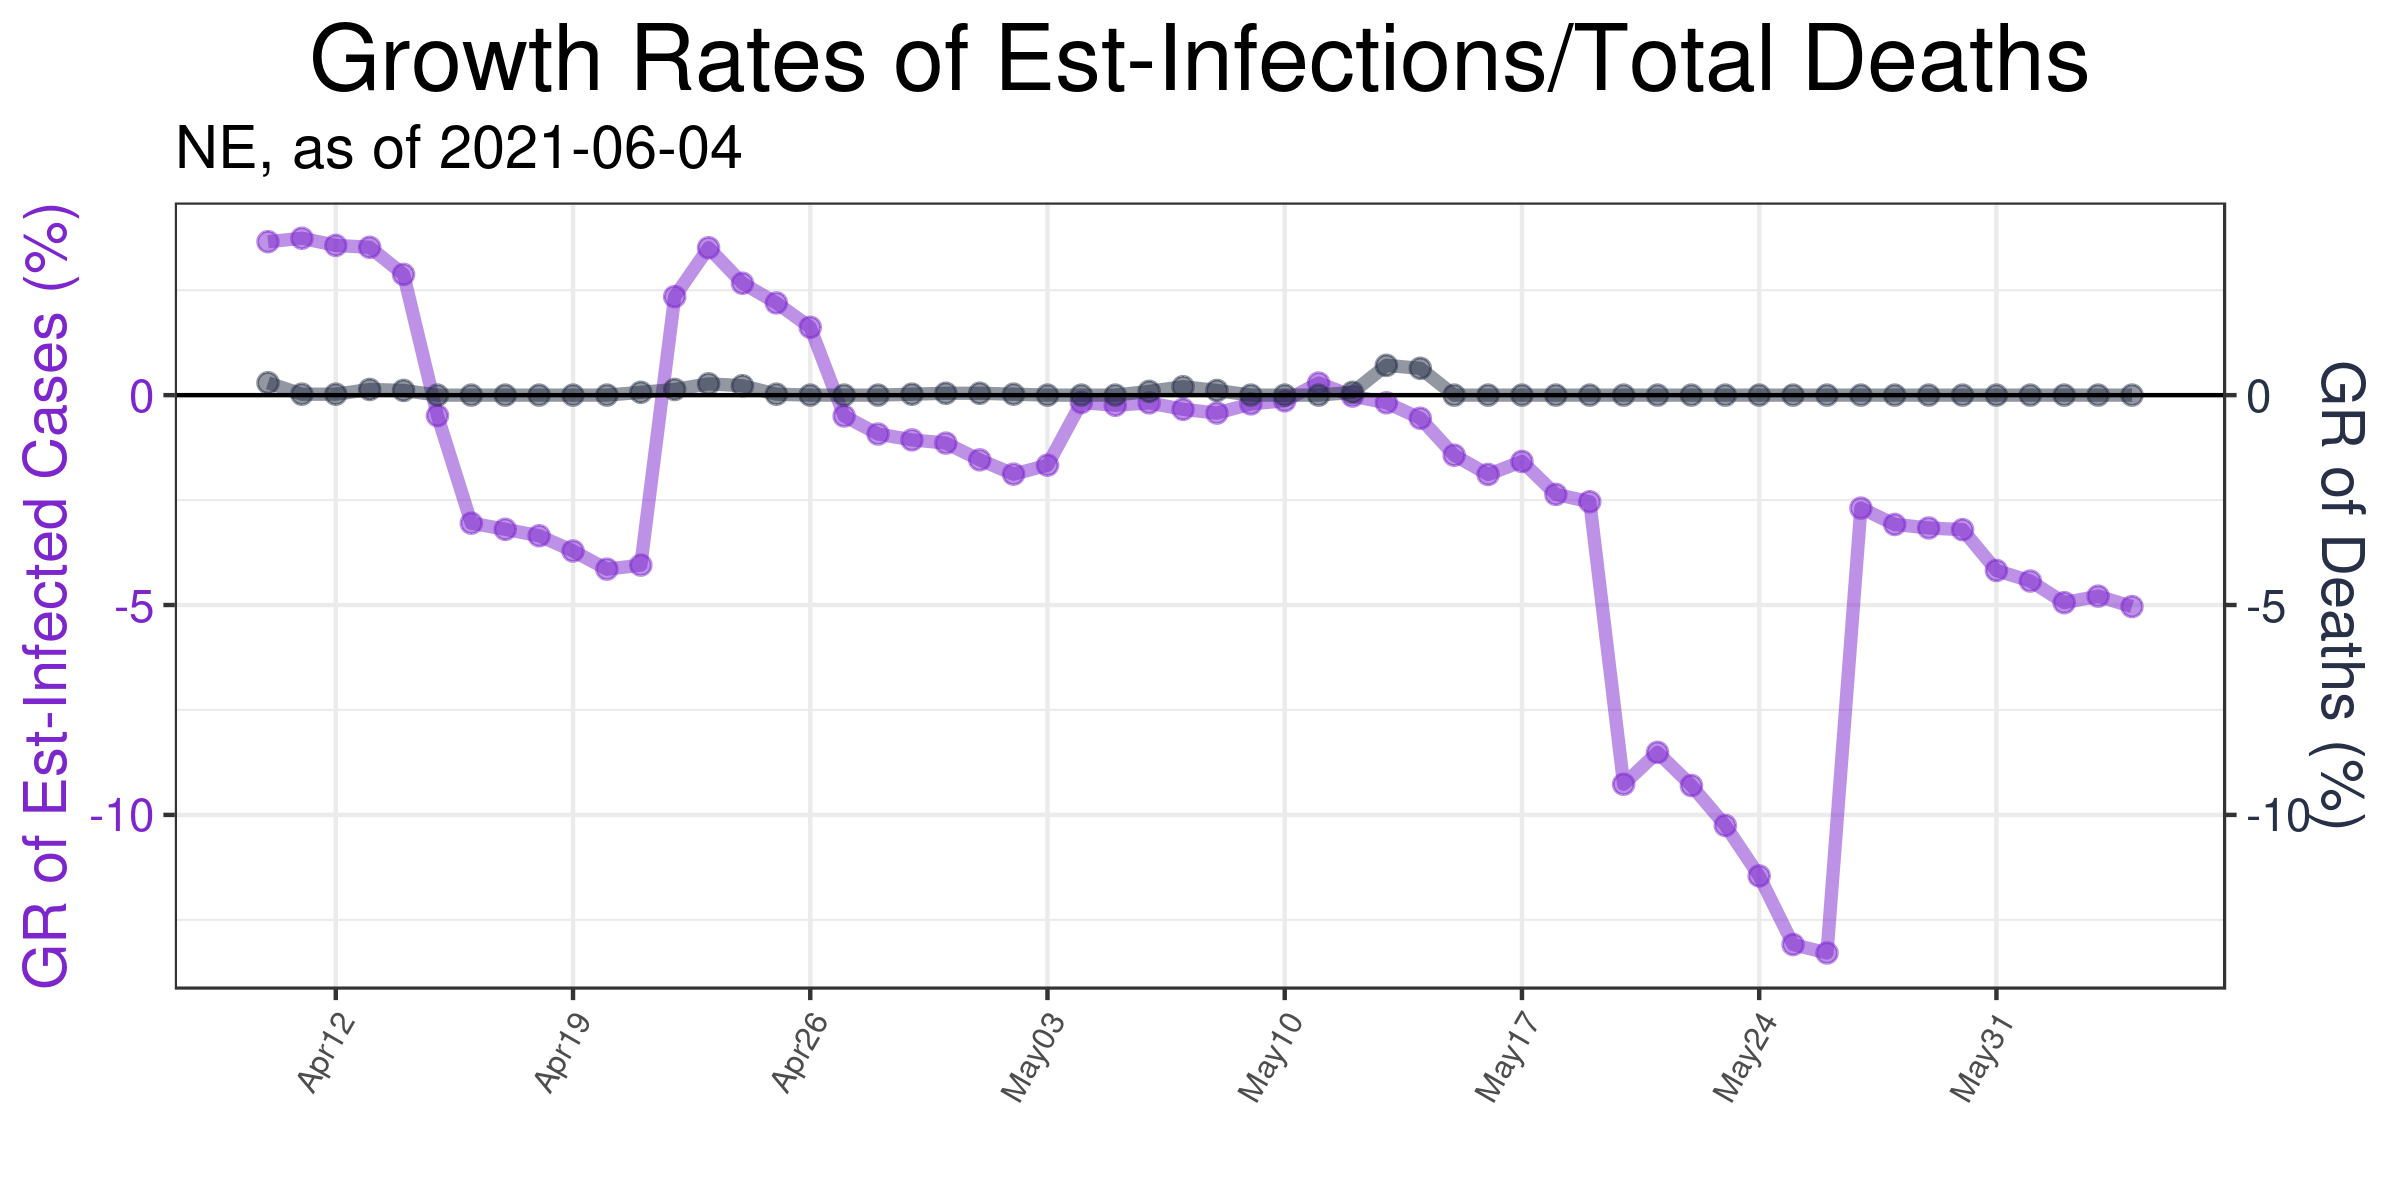 Growth Rates of Est-Infections/Total Deaths
NE, as of 2021-06-04
GR of Est-Infected Cases (%)
0
-5
-10
0
-5
-10
GR of Deaths (%)
Apr12
Apr19
Apr26
May03
May10
May17
May24
May31